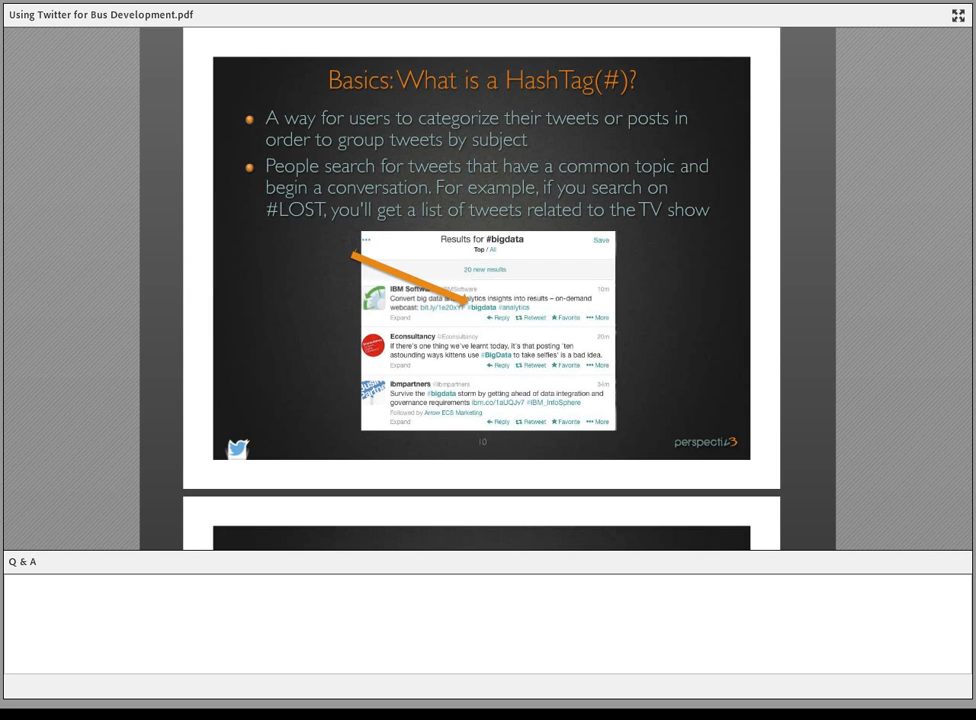 Using Twitter for Bus Development.pdf
Basics: What is a HashTag(#)?
A way for users to categorize their tweets or posts in
order to group tweets by subject
People search for tweets that have a common topic and
begin a conversation. For example, if you search on
#LOST, you'll get a list of tweets related to the TV show
Results for #bigdata
Save
Top / All
20 new results
10m
Convert big data analytics insights into results – on-demand
webcast: #bigdata #analytics
Expand Reply Retweet Favorite More
Econsultancy @Econsultancy 20m
If there's one thing we've learnt today, it's that posting 'ten
astounding ways kittens use #BigData to take selfies' is a bad idea.
Expand Reply Retweet Favorite More
ibmpartners @ibmpartners 34m
Survive the #bigdata storm by getting ahead of data integration and
governance requirements ibm.co/1aUQJv7 #IBM_InfoSphere
Followed by Arrow ECS Marketing
Expand Reply Retweet Favorite More
10
Q & A